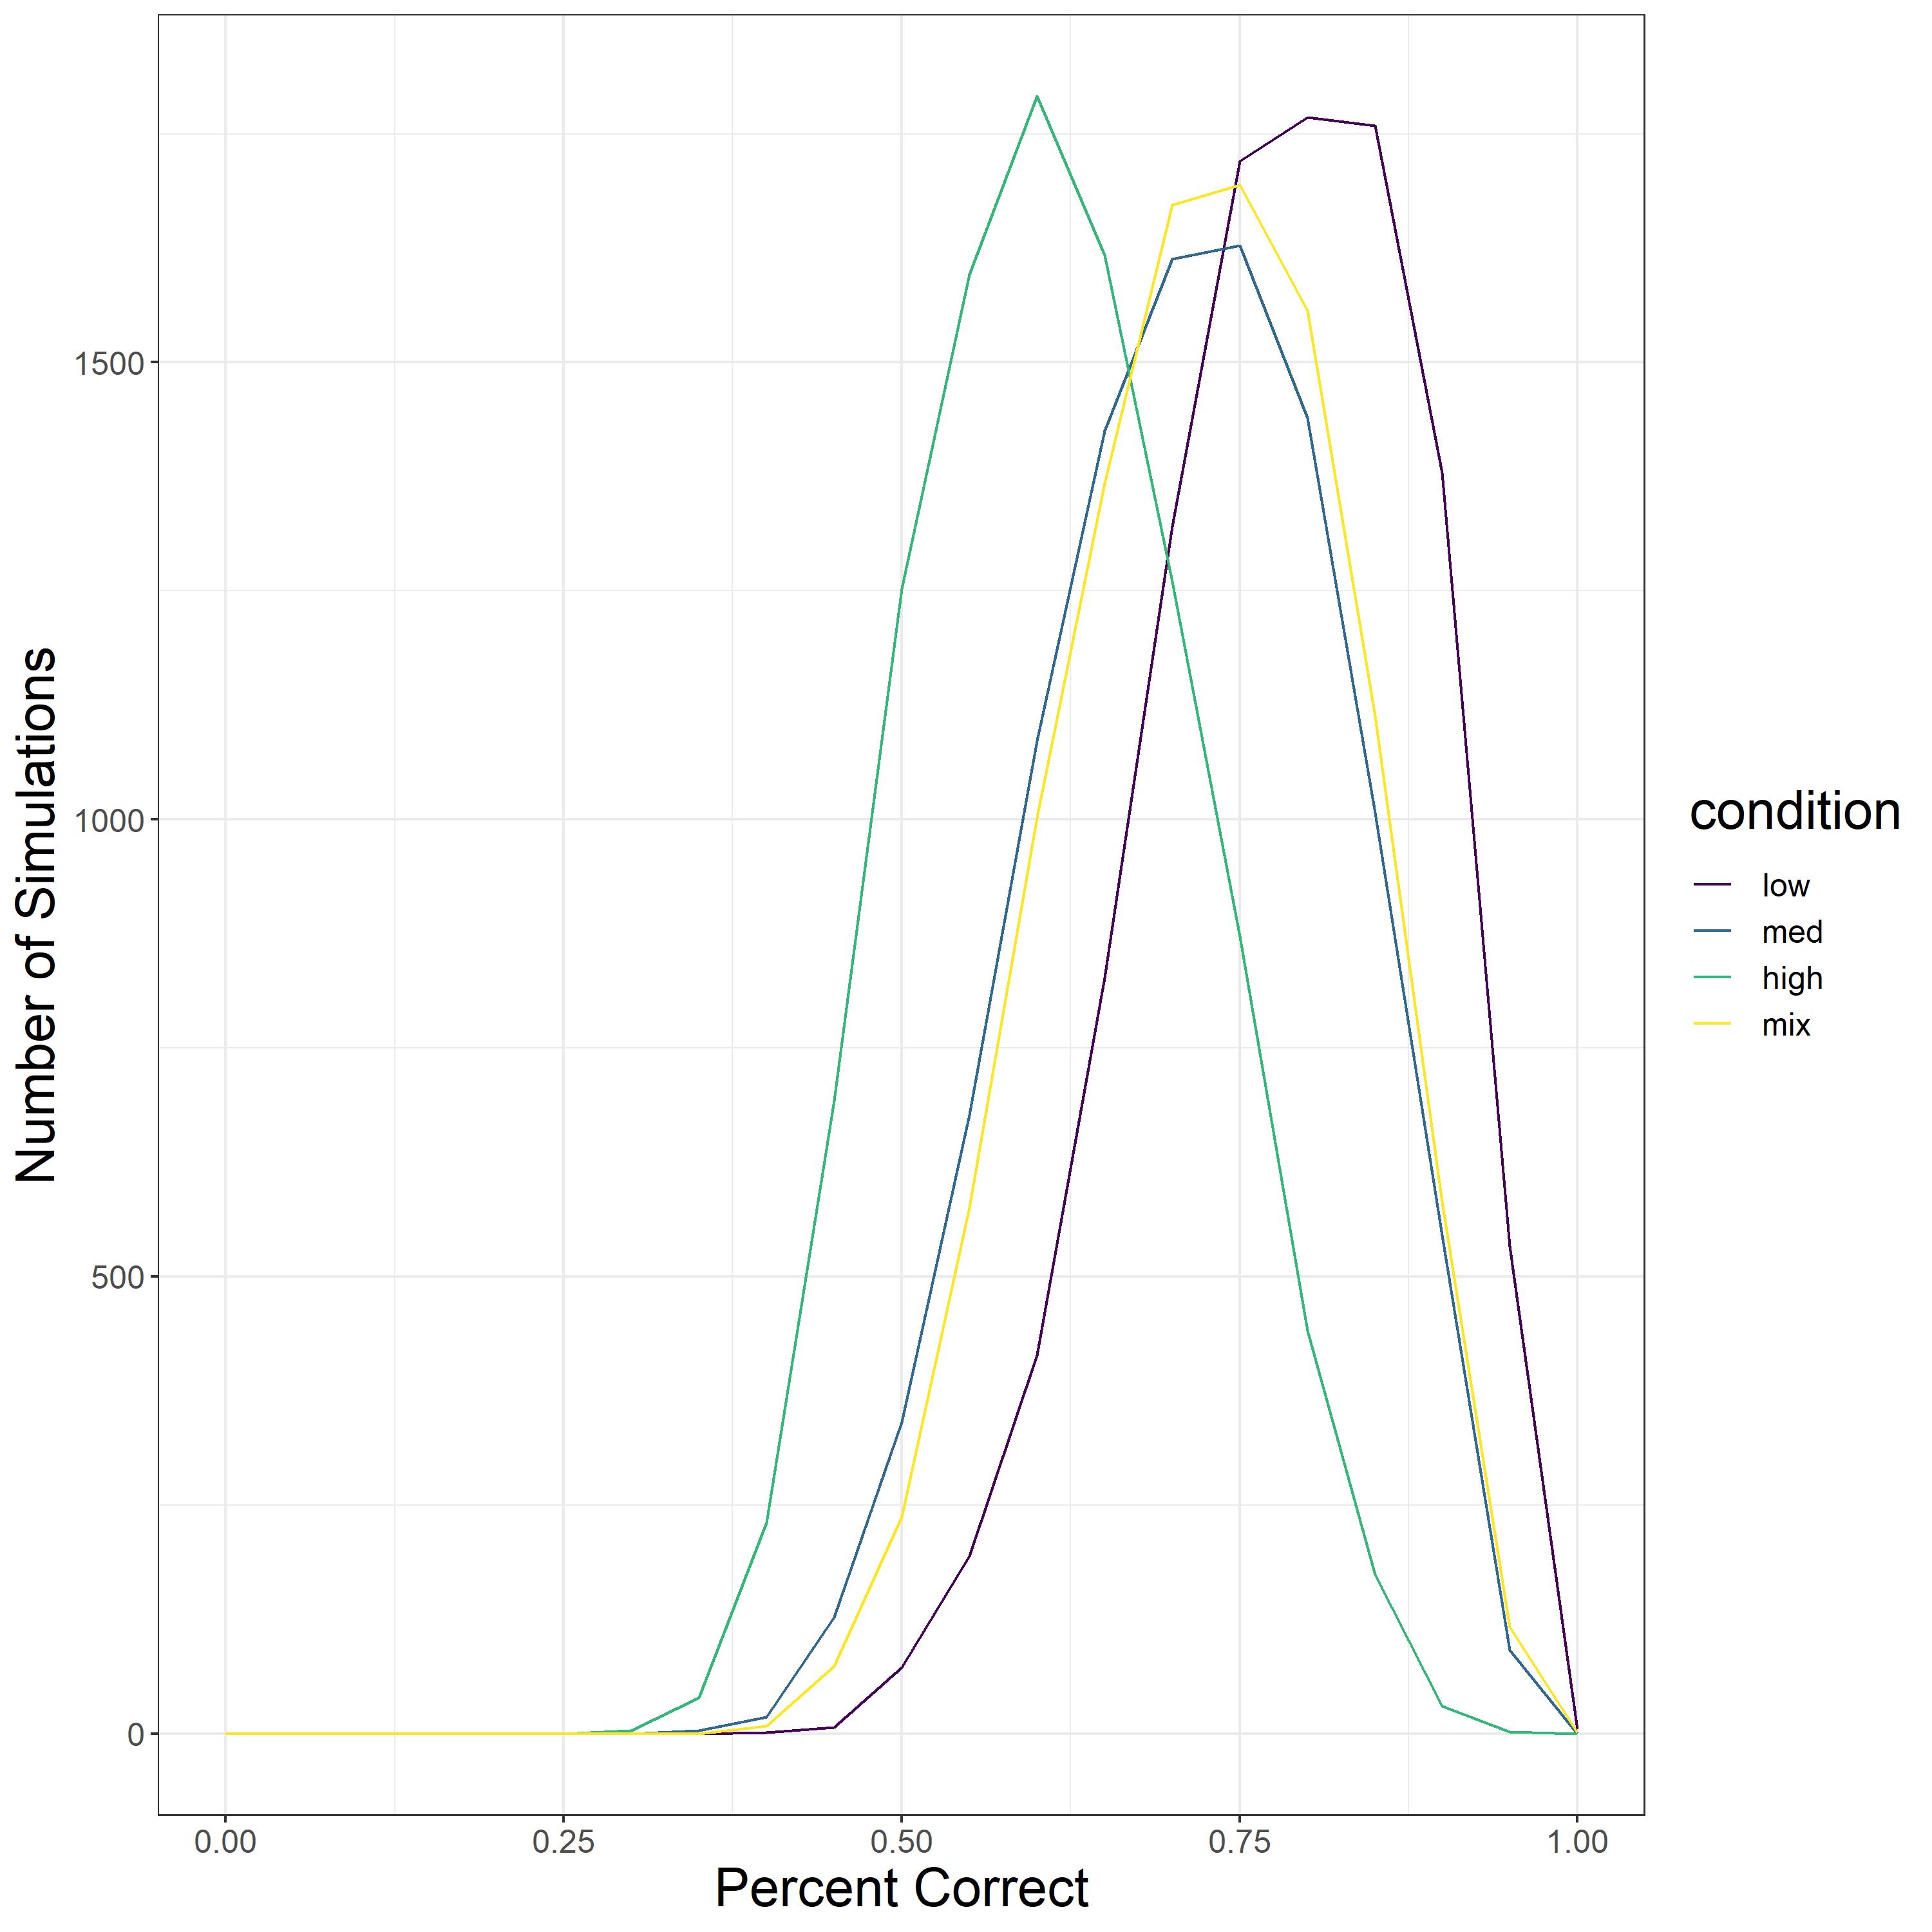 Number of Simulations
1500
1000
500
0
0.00 0.25 0.50 0.75 1.00
Percent Correct
condition
low
med
high
mix